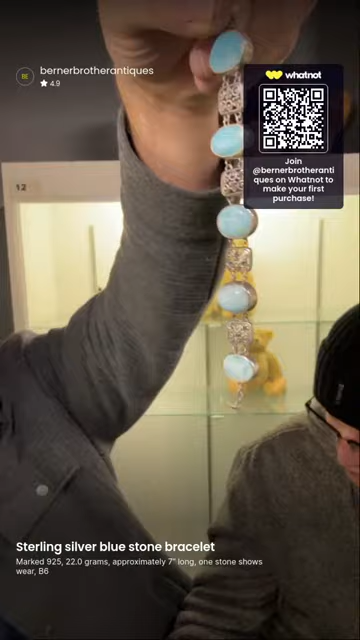 BE
bernerbrotherantiques
★ 4.9
whatnot
Join
@bernerbrotheranti
ques on Whatnot to
make your first
purchase!
12
Sterling silver blue stone bracelet
Marked 925, 22.0 grams, approximately 7" long, one stone shows
wear, B6